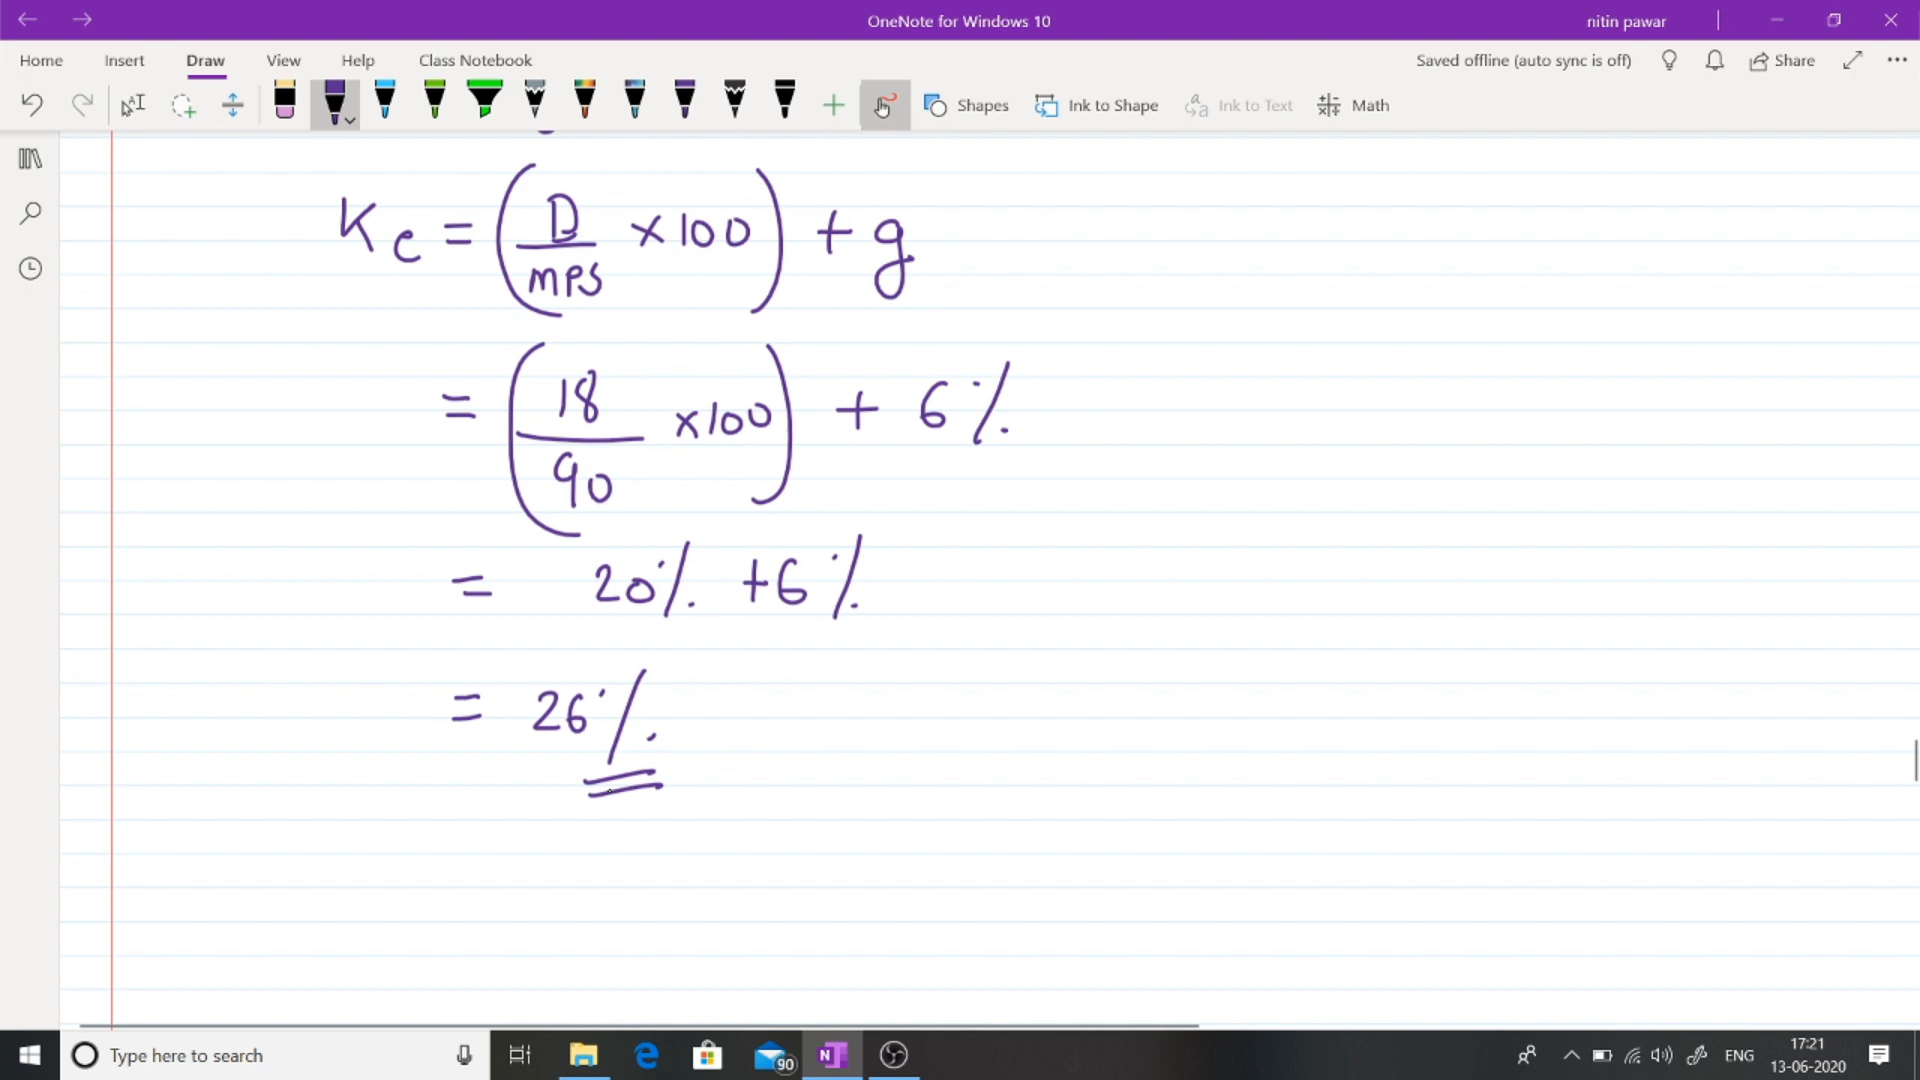 OneNote for Windows 10
nitin pawar
Home Insert Draw View Help Class Notebook
Saved offline (auto sync is off) Share
Shapes Ink to Shape Ink to Text Math
Kc = (D/mps × 100) + g
= (18/90 ×100) + 6%
= 20% +6%
= 26%
Type here to search
90
ENG
17:21
13-06-2020